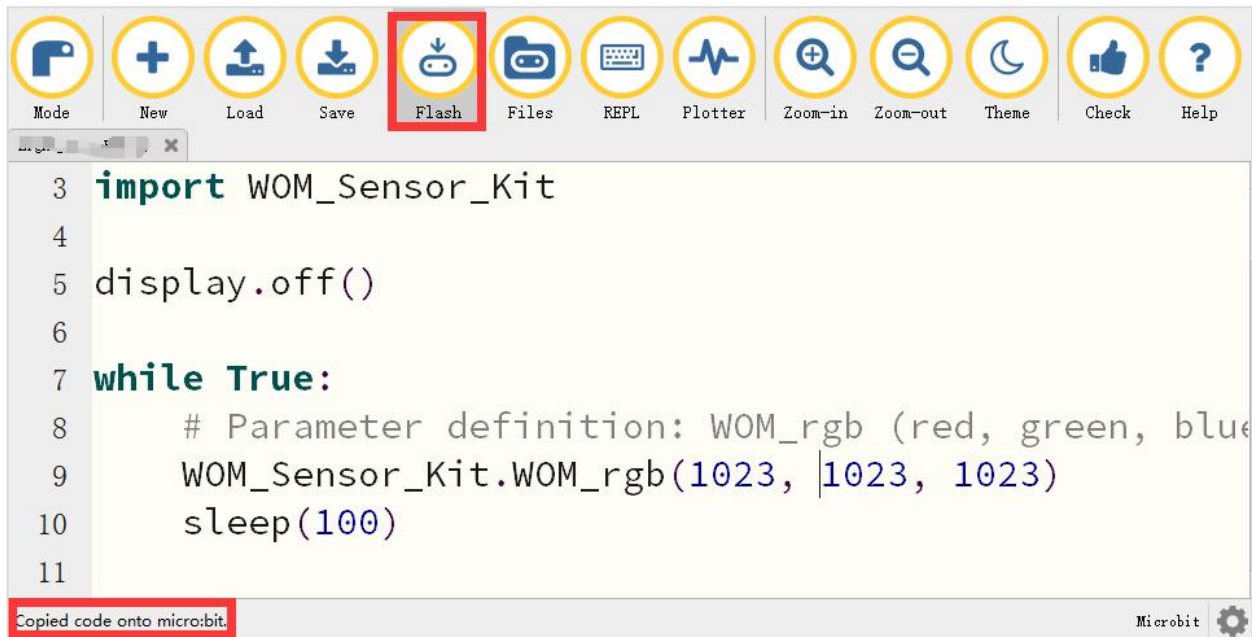 Mode New Load Save Flash Files REPL Plotter Zoom-in Zoom-out Theme Check Help
3 import WOM_Sensor_Kit
4
5 display.off()
6
7 while True:
8 # Parameter definition: WOM_rgb (red, green, blue
9 WOM_Sensor_Kit.WOM_rgb(1023, 1023, 1023)
10 sleep(100)
11
Copied code onto micro:bit. Microbit